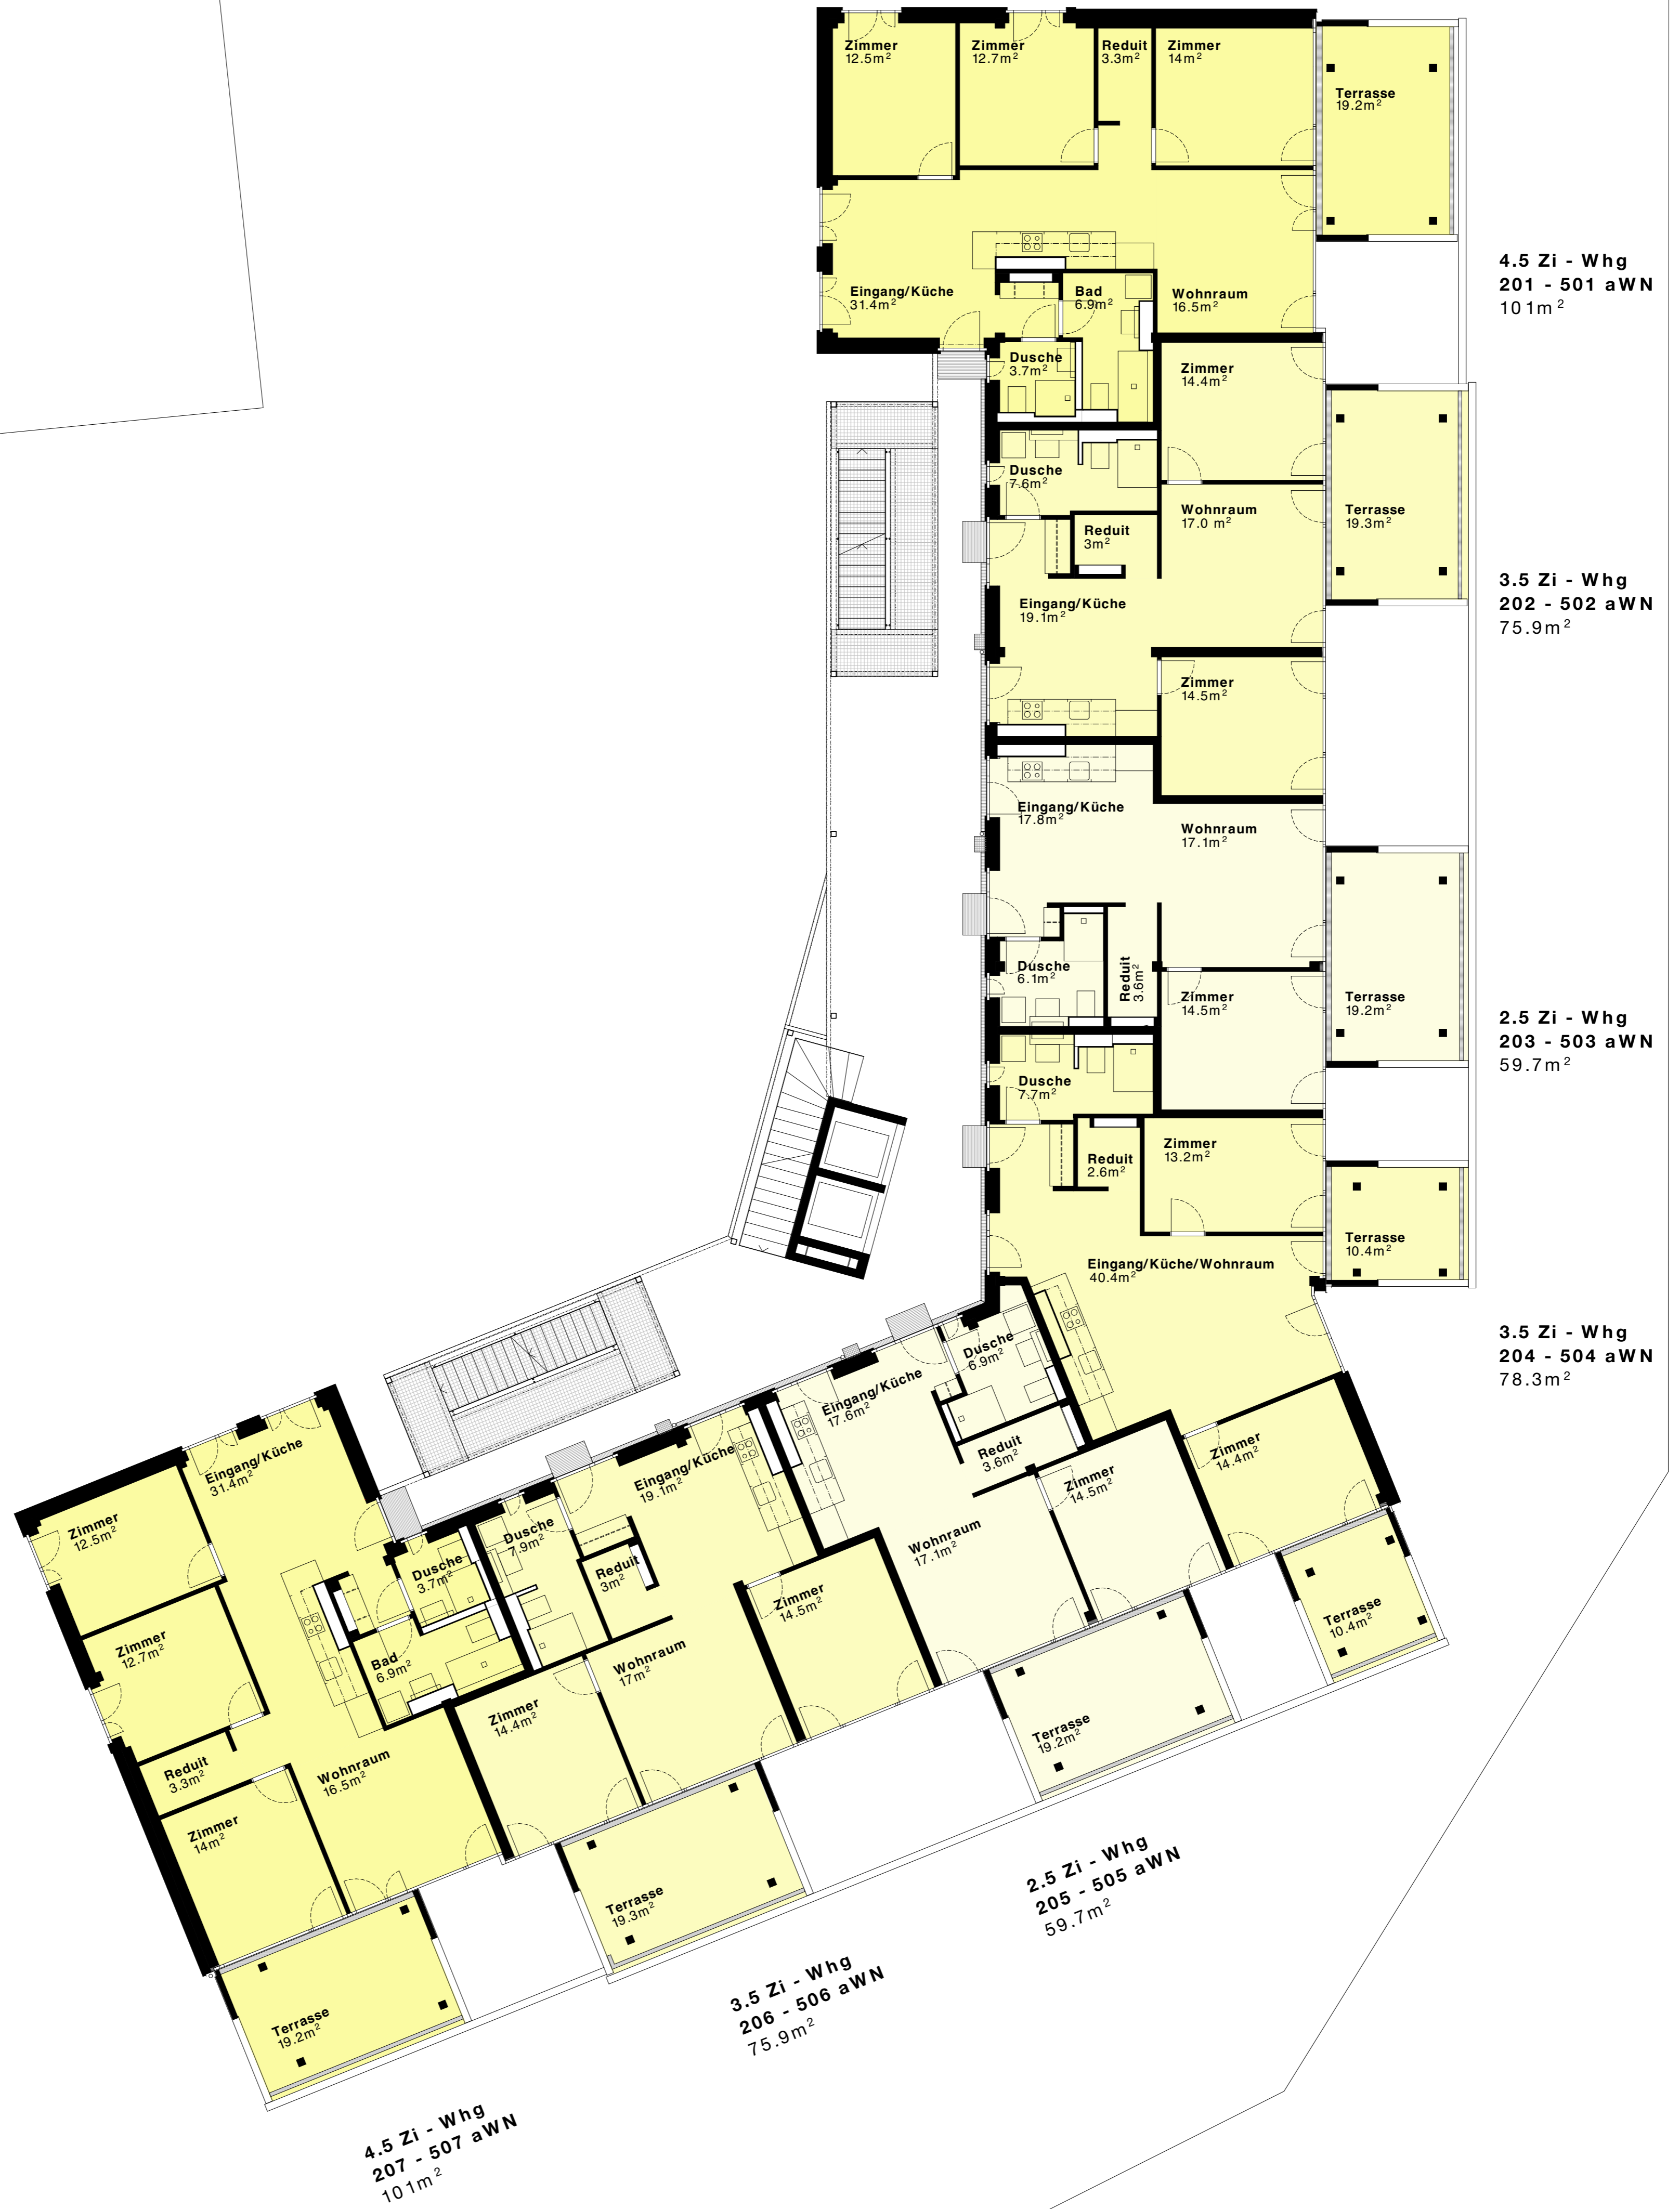 Zimmer
12.5m²
Zimmer
12.7m²
Reduit
3.3m²
Zimmer
14m²
Terrasse
19.2m²
Eingang/Küche
31.4m²
Bad
6.9m²
Wohnraum
16.5m²
Dusche
3.7m²
4.5 Zi - Whg
201 - 501 aWN
101m²
Zimmer
14.4m²
Dusche
7.6m²
Wohnraum
17.0 m²
Reduit
3m²
Terrasse
19.3m²
Eingang/Küche
19.1m²
Zimmer
14.5m²
3.5 Zi - Whg
202 - 502 aWN
75.9m²
Eingang/Küche
17.8m²
Wohnraum
17.1m²
Dusche
6.1m²
Reduit
3.6m²
Zimmer
14.5m²
Terrasse
19.2m²
2.5 Zi - Whg
203 - 503 aWN
59.7m²
Dusche
7.7m²
Reduit
2.6m²
Zimmer
13.2m²
Terrasse
10.4m²
Eingang/Küche/Wohnraum
40.4m²
Zimmer
14.4m²
Terrasse
10.4m²
3.5 Zi - Whg
204 - 504 aWN
78.3m²
Dusche
6.9m²
Eingang/Küche
17.6m²
Reduit
3.6m²
Zimmer
14.5m²
Wohnraum
17.1m²
Terrasse
19.2m²
2.5 Zi - Whg
205 - 505 aWN
59.7m²
Eingang/Küche
19.1m²
Dusche
7.9m²
Reduit
3m²
Zimmer
14.5m²
Wohnraum
17m²
Zimmer
14.4m²
Terrasse
19.3m²
3.5 Zi - Whg
206 - 506 aWN
75.9m²
Eingang/Küche
31.4m²
Zimmer
12.5m²
Dusche
3.7m²
Zimmer
12.7m²
Bad
6.9m²
Reduit
3.3m²
Wohnraum
16.5m²
Zimmer
14m²
Terrasse
19.2m²
4.5 Zi - Whg
207 - 507 aWN
101m²